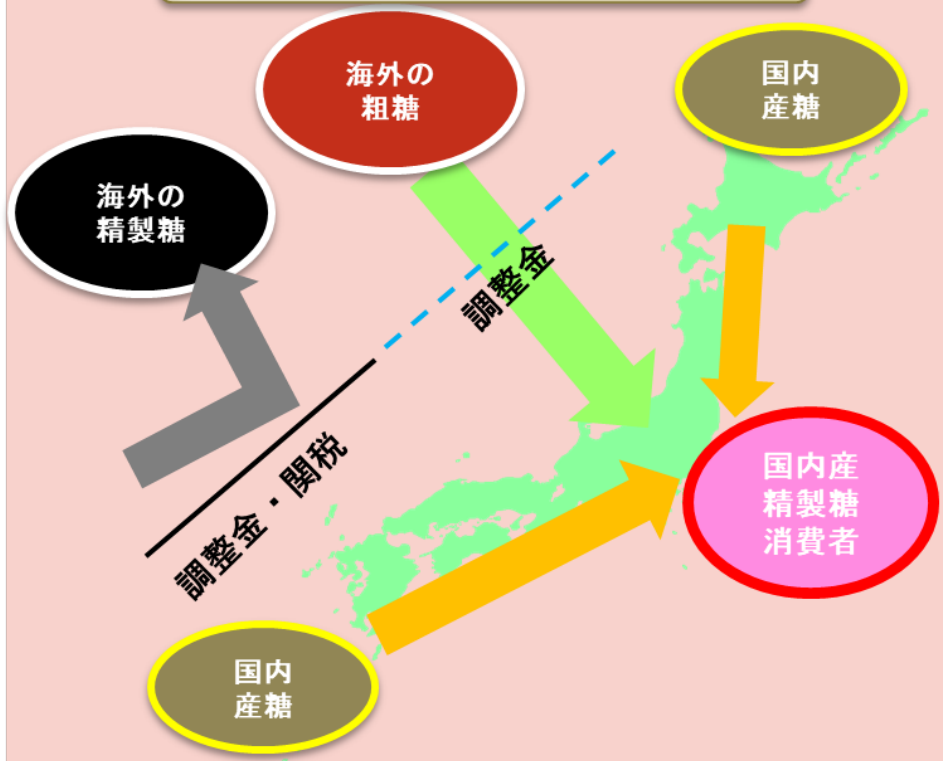 海外の
粗糖
国内
産糖
海外の
精製糖
調整金
調整金・関税
国内産
精製糖
消費者
国内
産糖